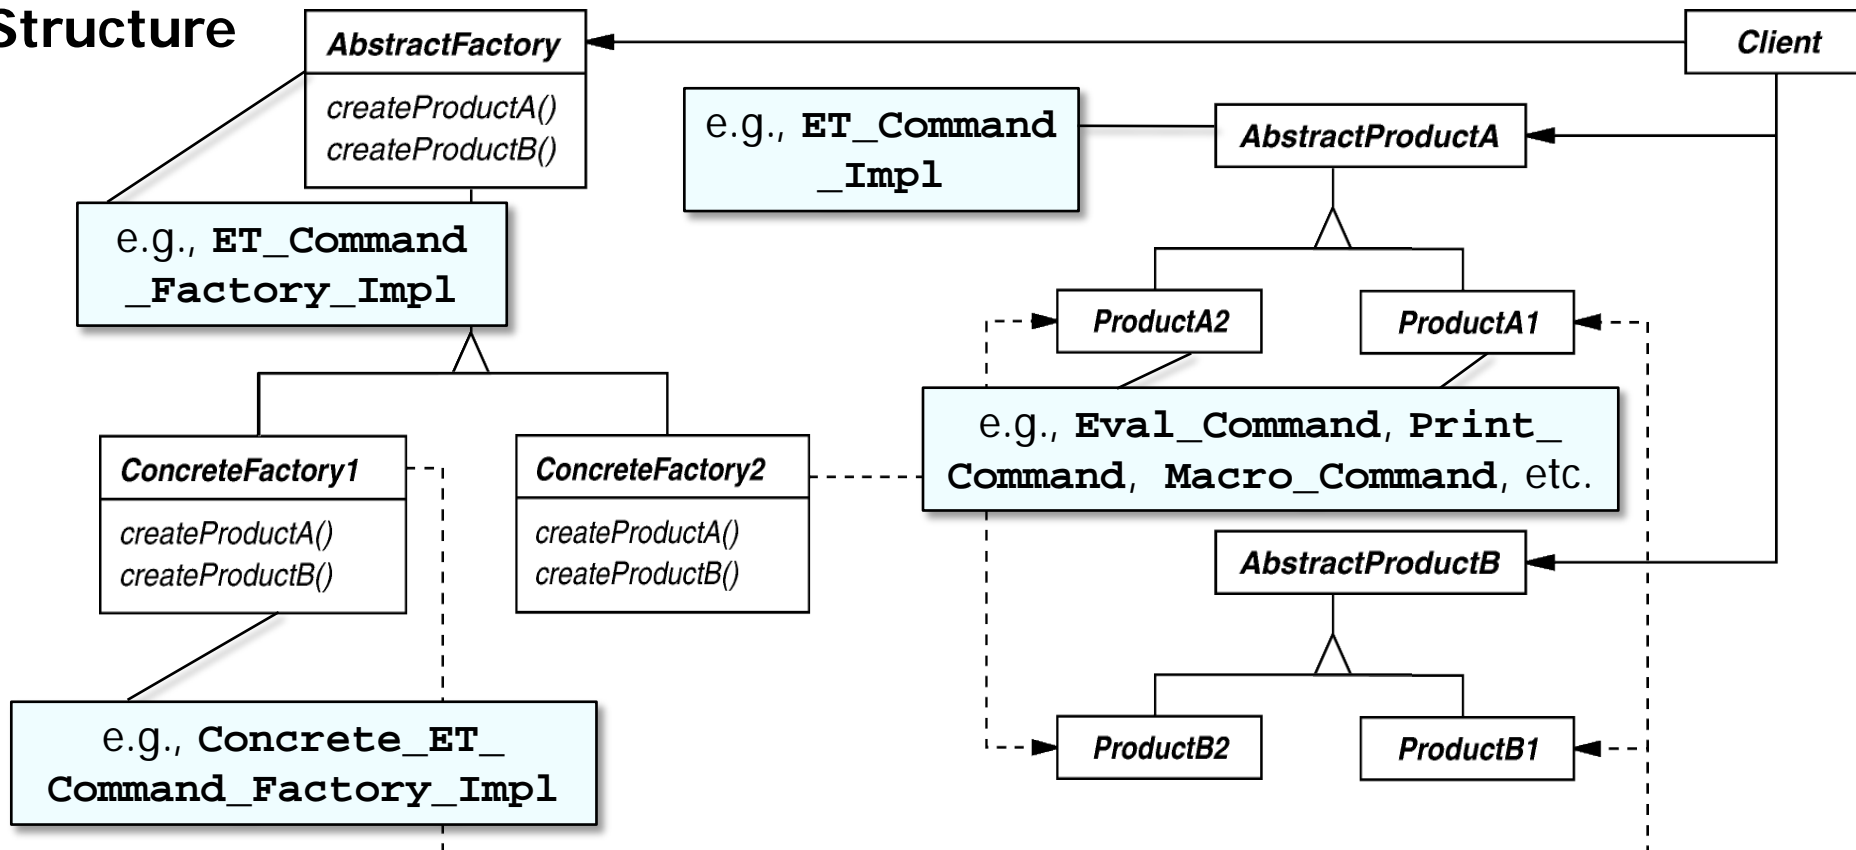 Structure
AbstractFactory
createProductA()
createProductB()
Client
e.g., ET_Command
_Impl
AbstractProductA
e.g., ET_Command
_Factory_Impl
ProductA2
ProductA1
e.g., Eval_Command, Print_
Command, Macro_Command, etc.
ConcreteFactory1
createProductA()
createProductB()
ConcreteFactory2
createProductA()
createProductB()
AbstractProductB
ProductB2
ProductB1
e.g., Concrete_ET_
Command_Factory_Impl